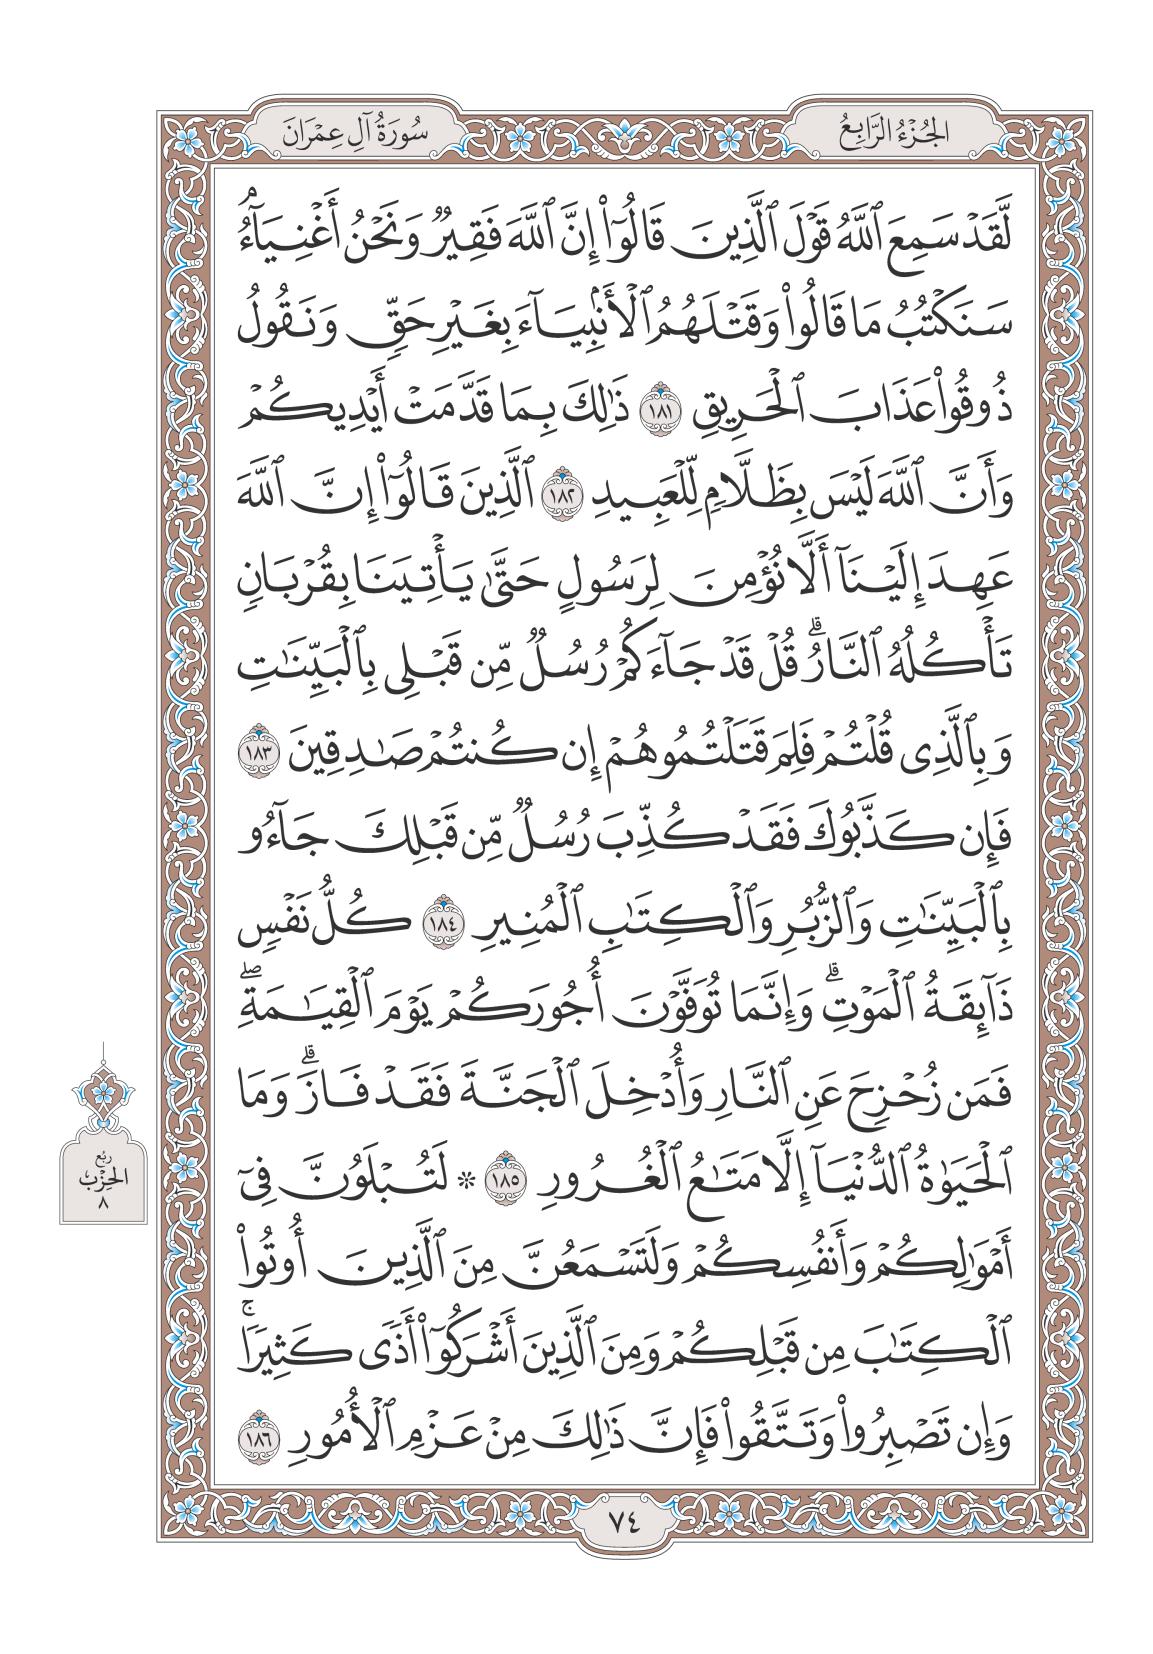 الجُزْءُ الرَّابِعُ
سُورَةُ آلِ عِمْرَانَ
لَّقَدْ سَمِعَ ٱللَّهُ قَوْلَ ٱلَّذِينَ قَالُوٓا۟ إِنَّ ٱللَّهَ فَقِيرٌ وَنَحْنُ أَغْنِيَآءُ ۘ
سَنَكْتُبُ مَا قَالُوا۟ وَقَتْلَهُمُ ٱلْأَنۢبِيَآءَ بِغَيْرِ حَقٍّ وَنَقُولُ
ذُوقُوا۟ عَذَابَ ٱلْحَرِيقِ ١٨١ ذَٰلِكَ بِمَا قَدَّمَتْ أَيْدِيكُمْ
وَأَنَّ ٱللَّهَ لَيْسَ بِظَلَّامٍ لِّلْعَبِيدِ ١٨٢ ٱلَّذِينَ قَالُوٓا۟ إِنَّ ٱللَّهَ
عَهِدَ إِلَيْنَآ أَلَّا نُؤْمِنَ لِرَسُولٍ حَتَّىٰ يَأْتِيَنَا بِقُرْبَانٍ
تَأْكُلُهُ ٱلنَّارُ ۗ قُلْ قَدْ جَآءَكُمْ رُسُلٌ مِّن قَبْلِى بِٱلْبَيِّنَٰتِ
وَبِٱلَّذِى قُلْتُمْ فَلِمَ قَتَلْتُمُوهُمْ إِن كُنتُمْ صَٰدِقِينَ ١٨٣
فَإِن كَذَّبُوكَ فَقَدْ كُذِّبَ رُسُلٌ مِّن قَبْلِكَ جَآءُو
بِٱلْبَيِّنَٰتِ وَٱلزُّبُرِ وَٱلْكِتَٰبِ ٱلْمُنِيرِ ١٨٤ كُلُّ نَفْسٍ
ذَآئِقَةُ ٱلْمَوْتِ ۗ وَإِنَّمَا تُوَفَّوْنَ أُجُورَكُمْ يَوْمَ ٱلْقِيَٰمَةِ ۖ
فَمَن زُحْزِحَ عَنِ ٱلنَّارِ وَأُدْخِلَ ٱلْجَنَّةَ فَقَدْ فَازَ ۗ وَمَا
ٱلْحَيَوٰةُ ٱلدُّنْيَآ إِلَّا مَتَٰعُ ٱلْغُرُورِ ١٨٥ ۞ لَتُبْلَوُنَّ فِىٓ
أَمْوَٰلِكُمْ وَأَنفُسِكُمْ وَلَتَسْمَعُنَّ مِنَ ٱلَّذِينَ أُوتُوا۟
ٱلْكِتَٰبَ مِن قَبْلِكُمْ وَمِنَ ٱلَّذِينَ أَشْرَكُوٓا۟ أَذًى كَثِيرًا ۚ
وَإِن تَصْبِرُوا۟ وَتَتَّقُوا۟ فَإِنَّ ذَٰلِكَ مِنْ عَزْمِ ٱلْأُمُورِ ١٨٦
رُبْع
الحِزْب
٨
٧٤